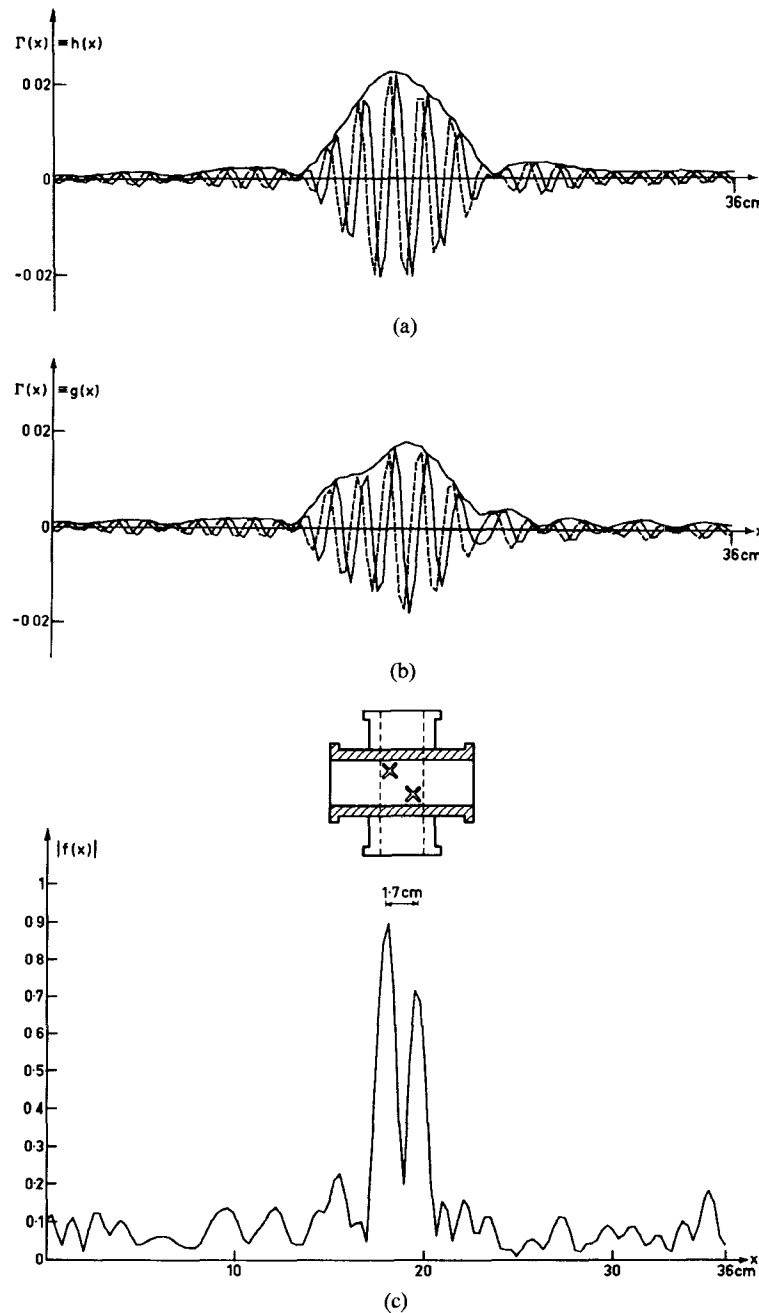 Γ(x) ≡ h(x)
0 02
0
-0 02
36cm
(a)
Γ(x) ≡ g(x)
0 02
0
-0 02
x
36cm
(b)
|f(x)|
1·7cm
1
0·9
0·8
0·7
0·6
0·5
0·4
0·3
0·2
0·1
0
10
20
30
36cm
x
(c)